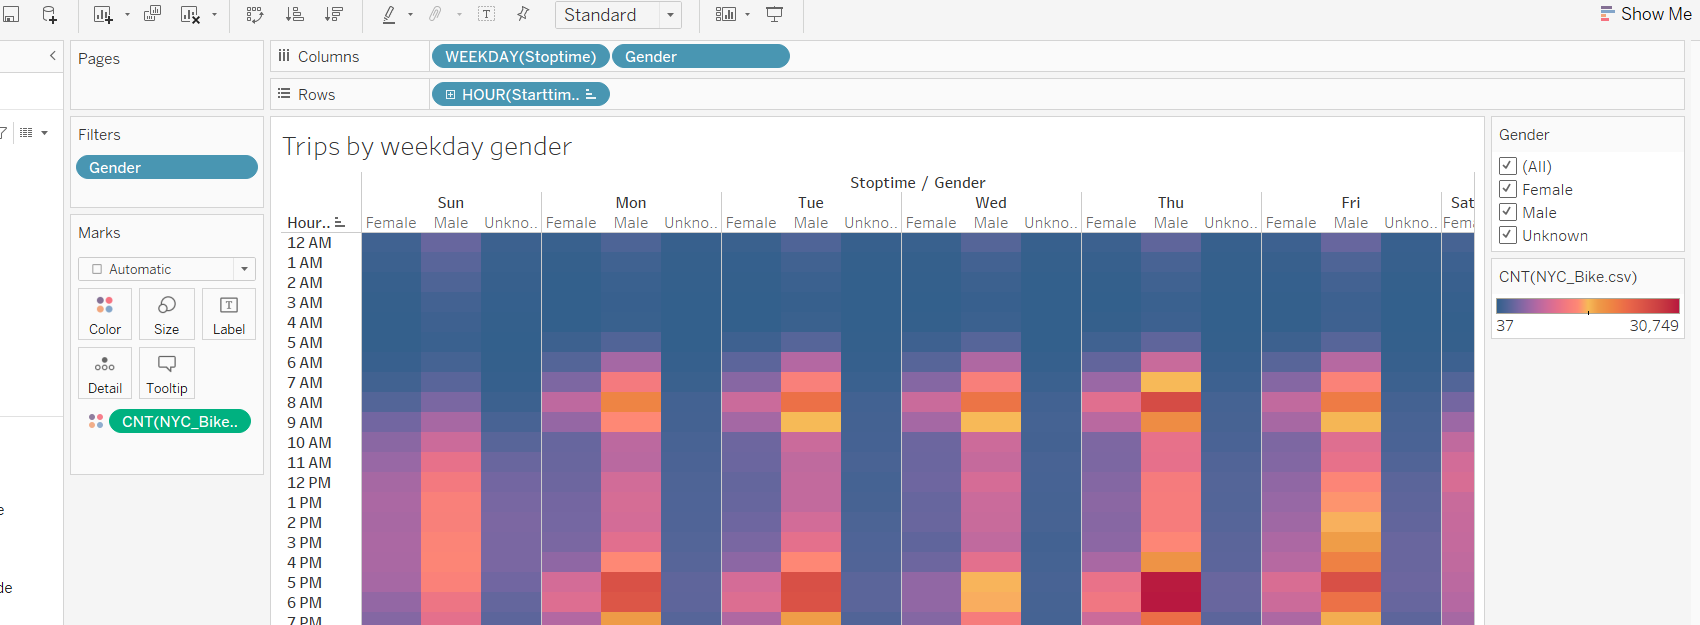 Standard
Show Me
Pages
Columns
WEEKDAY(Stoptime)
Gender
Rows
HOUR(Starttim..
Filters
Gender
Marks
Automatic
Color
Size
Label
Detail
Tooltip
CNT(NYC_Bike..
e
de
Trips by weekday gender
Stoptime / Gender
Sun Mon Tue Wed Thu Fri Sat
Hour.. Female Male Unkno.. Female Male Unkno.. Female Male Unkno.. Female Male Unkno.. Female Male Unkno.. Female Male Unkno.. Fem
12 AM
1 AM
2 AM
3 AM
4 AM
5 AM
6 AM
7 AM
8 AM
9 AM
10 AM
11 AM
12 PM
1 PM
2 PM
3 PM
4 PM
5 PM
6 PM
7 PM
Gender
(All)
Female
Male
Unknown
CNT(NYC_Bike.csv)
37 30,749